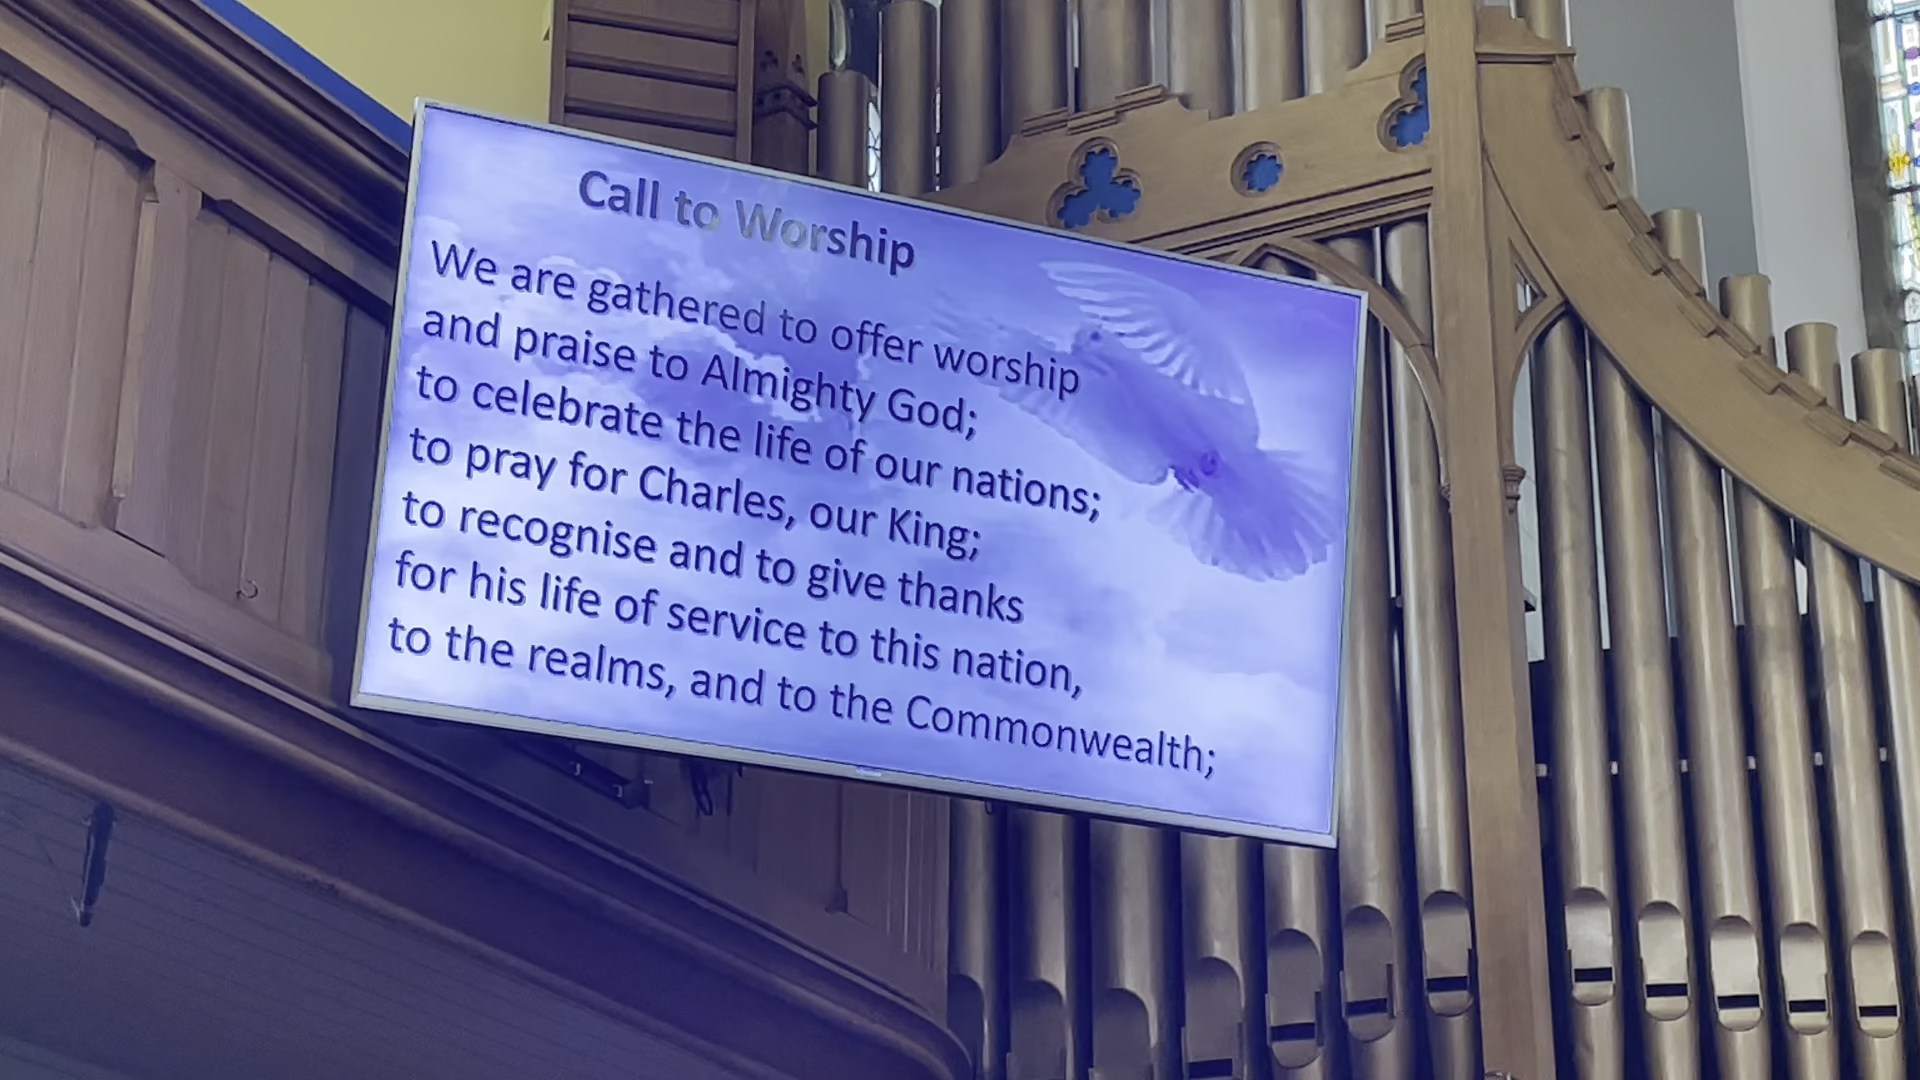 Call to Worship
We are gathered to offer worship
and praise to Almighty God;
to celebrate the life of our nations;
to pray for Charles, our King;
to recognise and to give thanks
for his life of service to this nation,
to the realms, and to the Commonwealth;